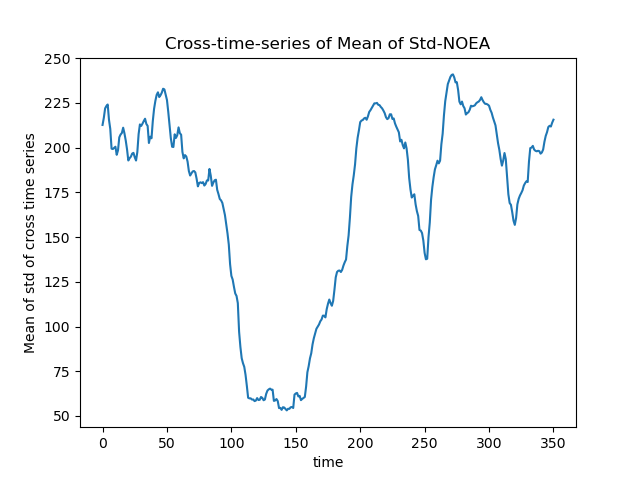 Cross-time-series of Mean of Std-NOEA
Mean of std of cross time series
250
225
200
175
150
125
100
75
50
0 50 100 150 200 250 300 350
time